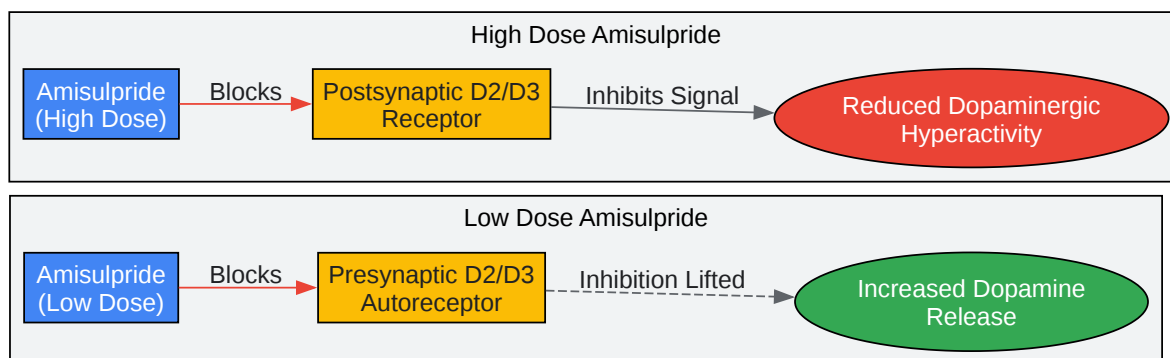 High Dose Amisulpride
Amisulpride
(High Dose)
Blocks
Postsynaptic D2/D3
Receptor
Inhibits Signal
Reduced Dopaminergic
Hyperactivity
Low Dose Amisulpride
Amisulpride
(Low Dose)
Blocks
Presynaptic D2/D3
Autoreceptor
Inhibition Lifted
Increased Dopamine
Release